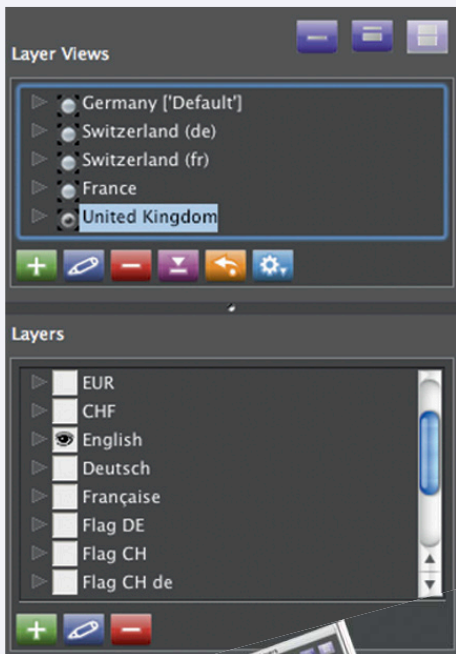 Layer Views
Germany ['Default']
Switzerland (de)
Switzerland (fr)
France
United Kingdom
Layers
EUR
CHF
English
Deutsch
Française
Flag DE
Flag CH
Flag CH de